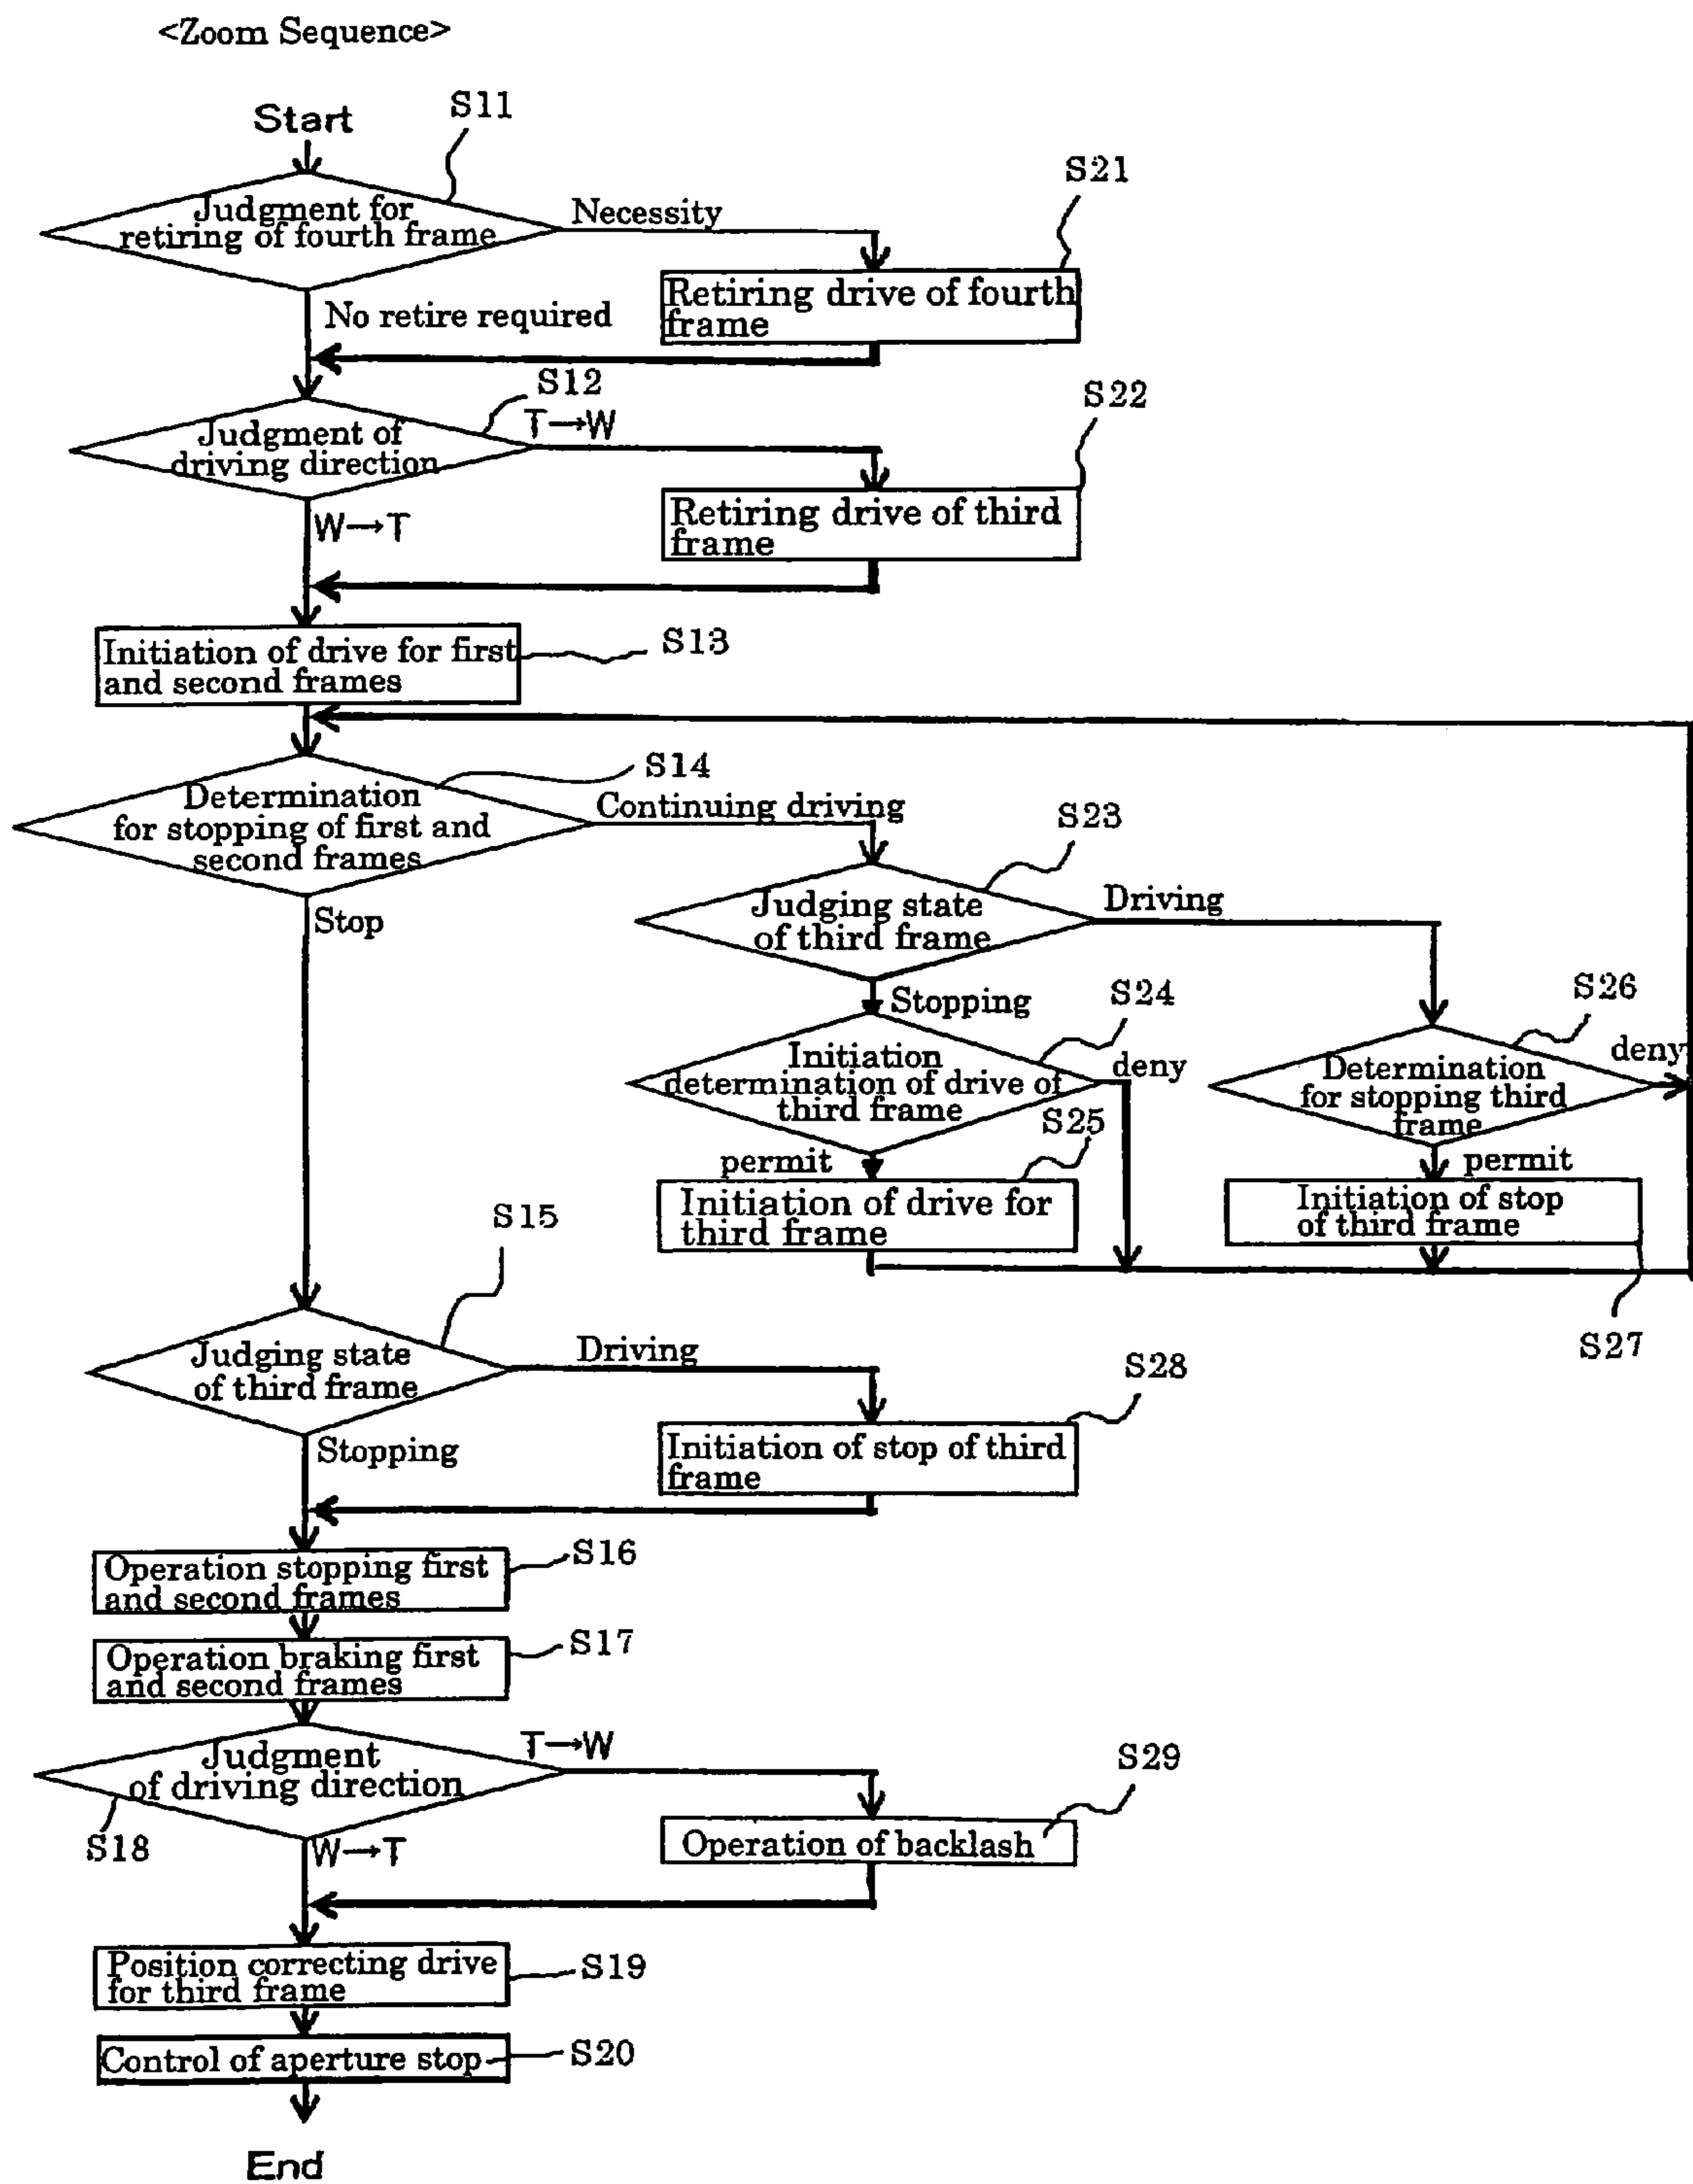 <Zoom Sequence>
Start
S11
Judgment for
retiring of fourth frame
Necessity
S21
Retiring drive of fourth
frame
No retire required
S12
Judgment of
driving direction
T→W
S22
Retiring drive of third
frame
W→T
Initiation of drive for first
and second frames
S13
S14
Determination
for stopping of first and
second frames
Continuing driving
Stop
S23
Judging state
of third frame
Driving
Stopping
S24
Initiation
determination of drive of
third frame
deny
S26
Determination
for stopping third
frame
deny
S25
permit
Initiation of drive for
third frame
permit
Initiation of stop
of third frame
S27
S15
Judging state
of third frame
Driving
S28
Initiation of stop of third
frame
Stopping
Operation stopping first
and second frames
S16
Operation braking first
and second frames
S17
Judgment
of driving direction
T→W
S18
W→T
S29
Operation of backlash
Position correcting drive
for third frame
S19
Control of aperture stop
S20
End